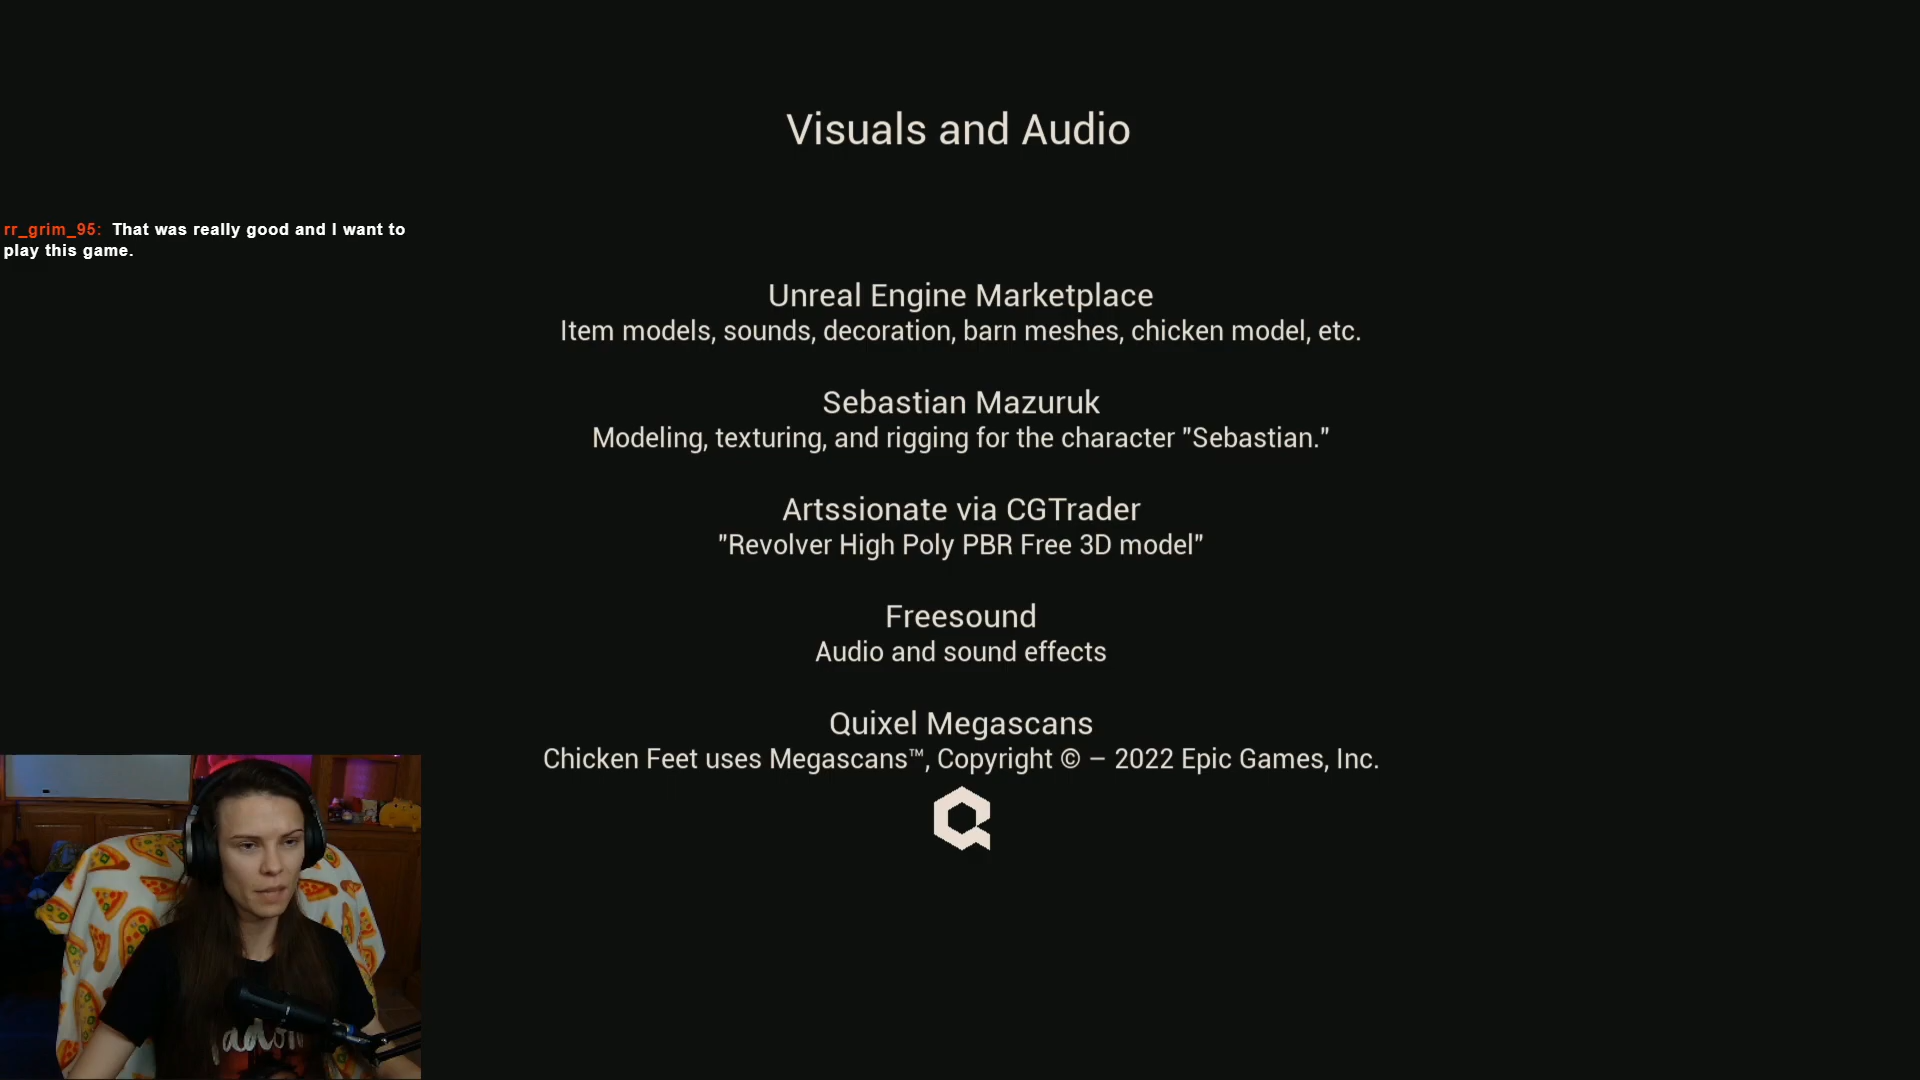 Visuals and Audio
rr_grim_95: That was really good and I want to
play this game.
Unreal Engine Marketplace
Item models, sounds, decoration, barn meshes, chicken model, etc.
Sebastian Mazuruk
Modeling, texturing, and rigging for the character "Sebastian."
Artssionate via CGTrader
"Revolver High Poly PBR Free 3D model"
Freesound
Audio and sound effects
Quixel Megascans
Chicken Feet uses Megascans™, Copyright © – 2022 Epic Games, Inc.